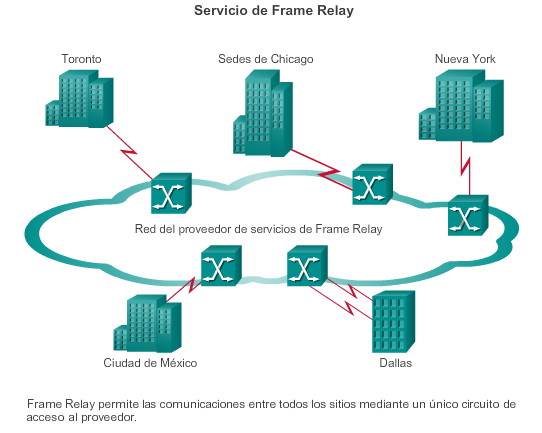 Servicio de Frame Relay
Toronto
Sedes de Chicago
Nueva York
Red del proveedor de servicios de Frame Relay
Ciudad de México
Dallas
Frame Relay permite las comunicaciones entre todos los sitios mediante un único circuito de
acceso al proveedor.